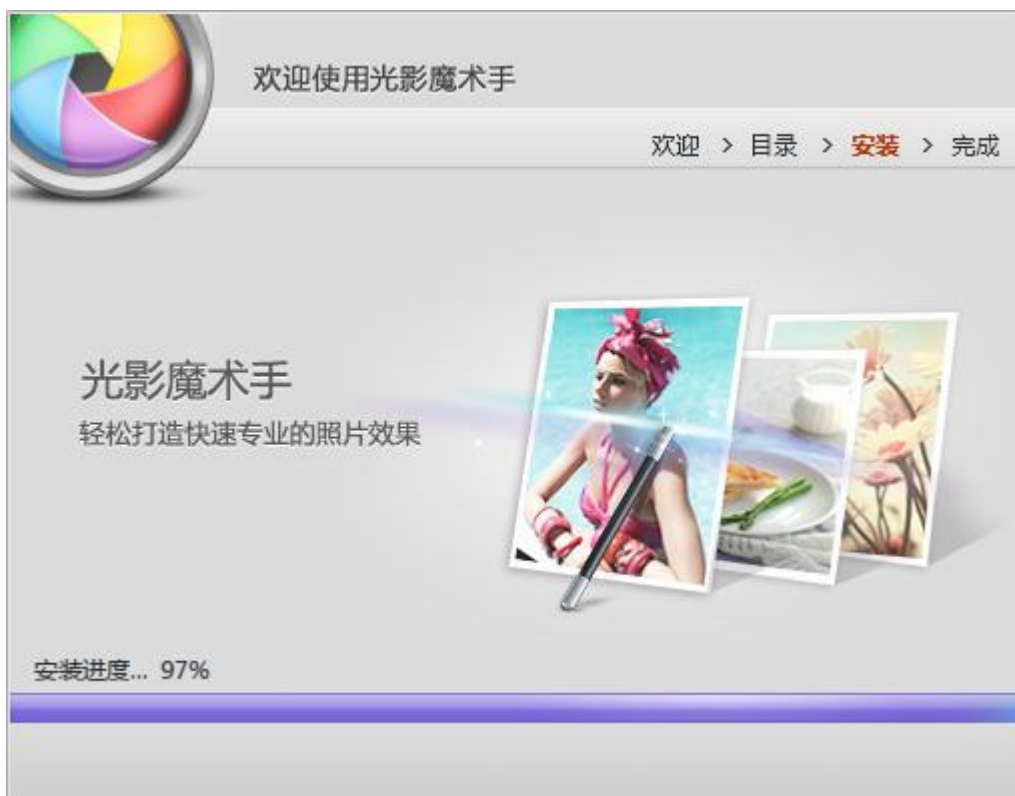 欢迎使用光影魔术手
欢迎 > 目录 > 安装 > 完成
光影魔术手
轻松打造快速专业的照片效果
安装进度... 97%